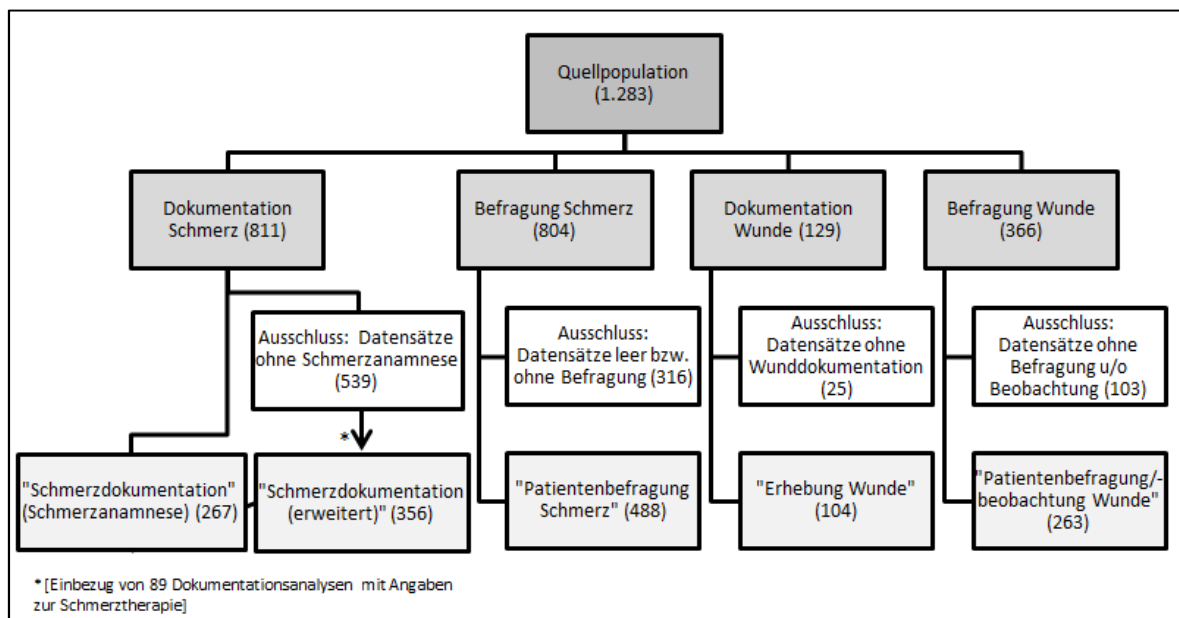 Quellpopulation
(1.283)
Dokumentation
Schmerz (811)
Befragung Schmerz
(804)
Dokumentation
Wunde (129)
Befragung Wunde
(366)
Ausschluss: Datensätze
ohne Schmerzanamnese
(539)
Ausschluss:
Datensätze leer bzw.
ohne Befragung (316)
Ausschluss:
Datensätze ohne
Wunddokumentation
(25)
Ausschluss:
Datensätze ohne
Befragung u/o
Beobachtung (103)
*
"Schmerzdokumentation"
(Schmerzanamnese) (267)
"Schmerzdokumentation
(erweitert)" (356)
"Patientenbefragung
Schmerz" (488)
"Erhebung Wunde"
(104)
"Patientenbefragung/-
beobachtung Wunde"
(263)
* [Einbezug von 89 Dokumentationsanalysen mit Angaben
zur Schmerztherapie]